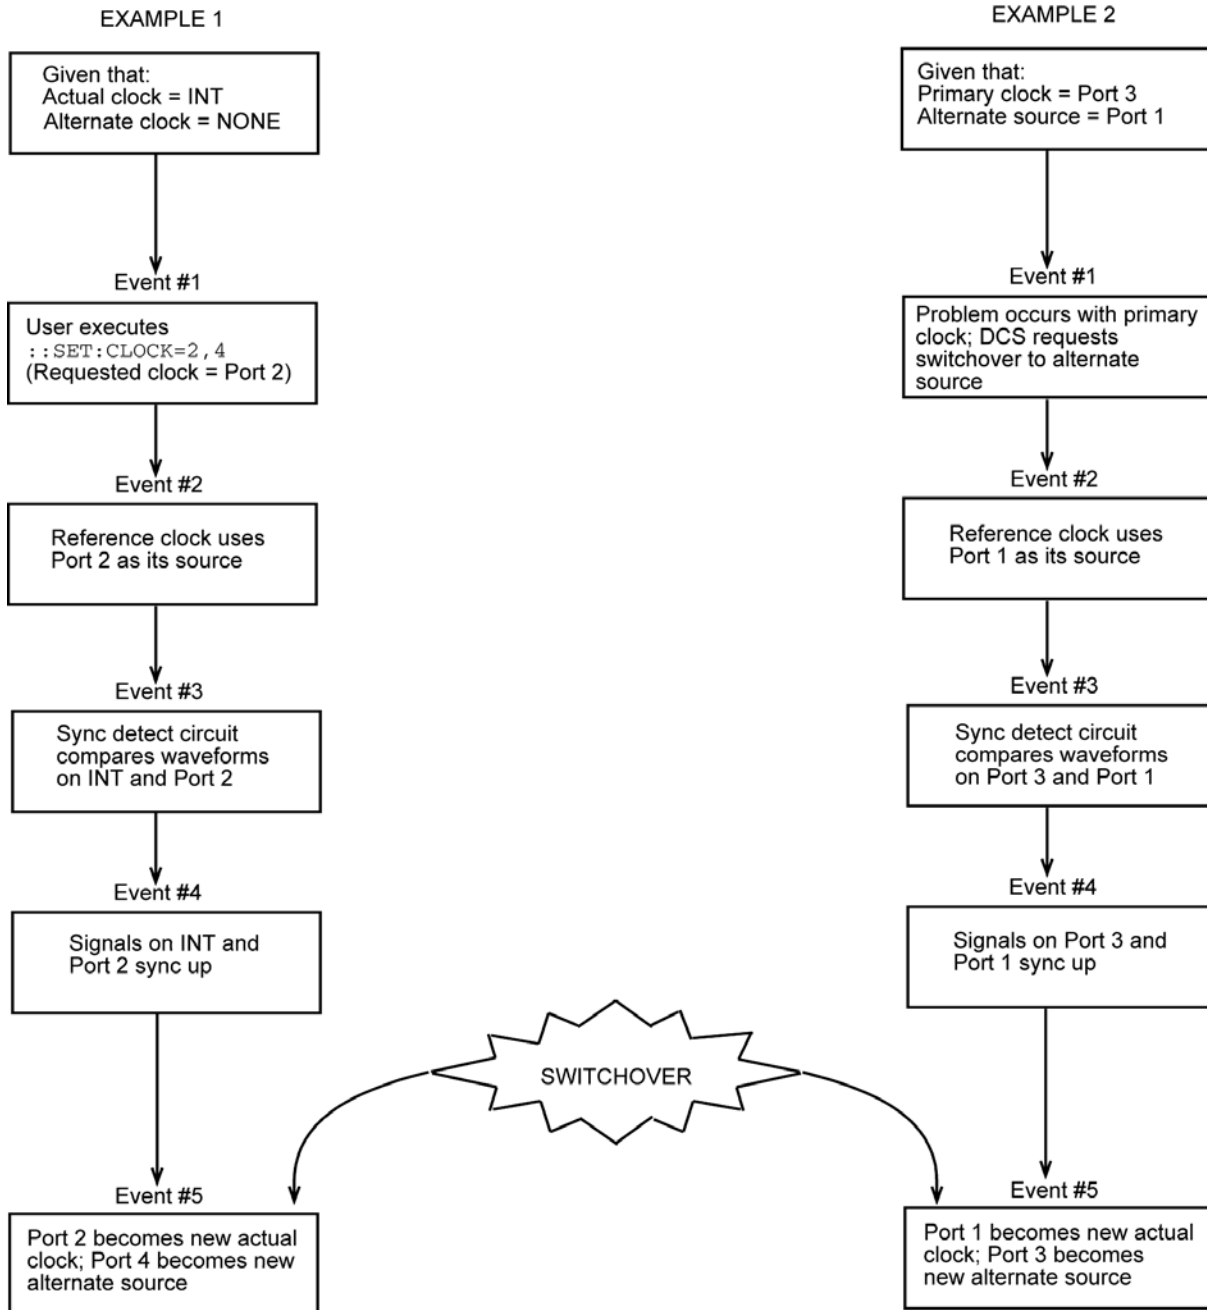 EXAMPLE 1
Given that:
Actual clock = INT
Alternate clock = NONE
Event #1
User executes
::SET:CLOCK=2,4
(Requested clock = Port 2)
Event #2
Reference clock uses
Port 2 as its source
Event #3
Sync detect circuit
compares waveforms
on INT and Port 2
Event #4
Signals on INT and
Port 2 sync up
Event #5
Port 2 becomes new actual
clock; Port 4 becomes new
alternate source
SWITCHOVER
EXAMPLE 2
Given that:
Primary clock = Port 3
Alternate source = Port 1
Event #1
Problem occurs with primary
clock; DCS requests
switchover to alternate
source
Event #2
Reference clock uses
Port 1 as its source
Event #3
Sync detect circuit
compares waveforms
on Port 3 and Port 1
Event #4
Signals on Port 3 and
Port 1 sync up
Event #5
Port 1 becomes new actual
clock; Port 3 becomes
new alternate source